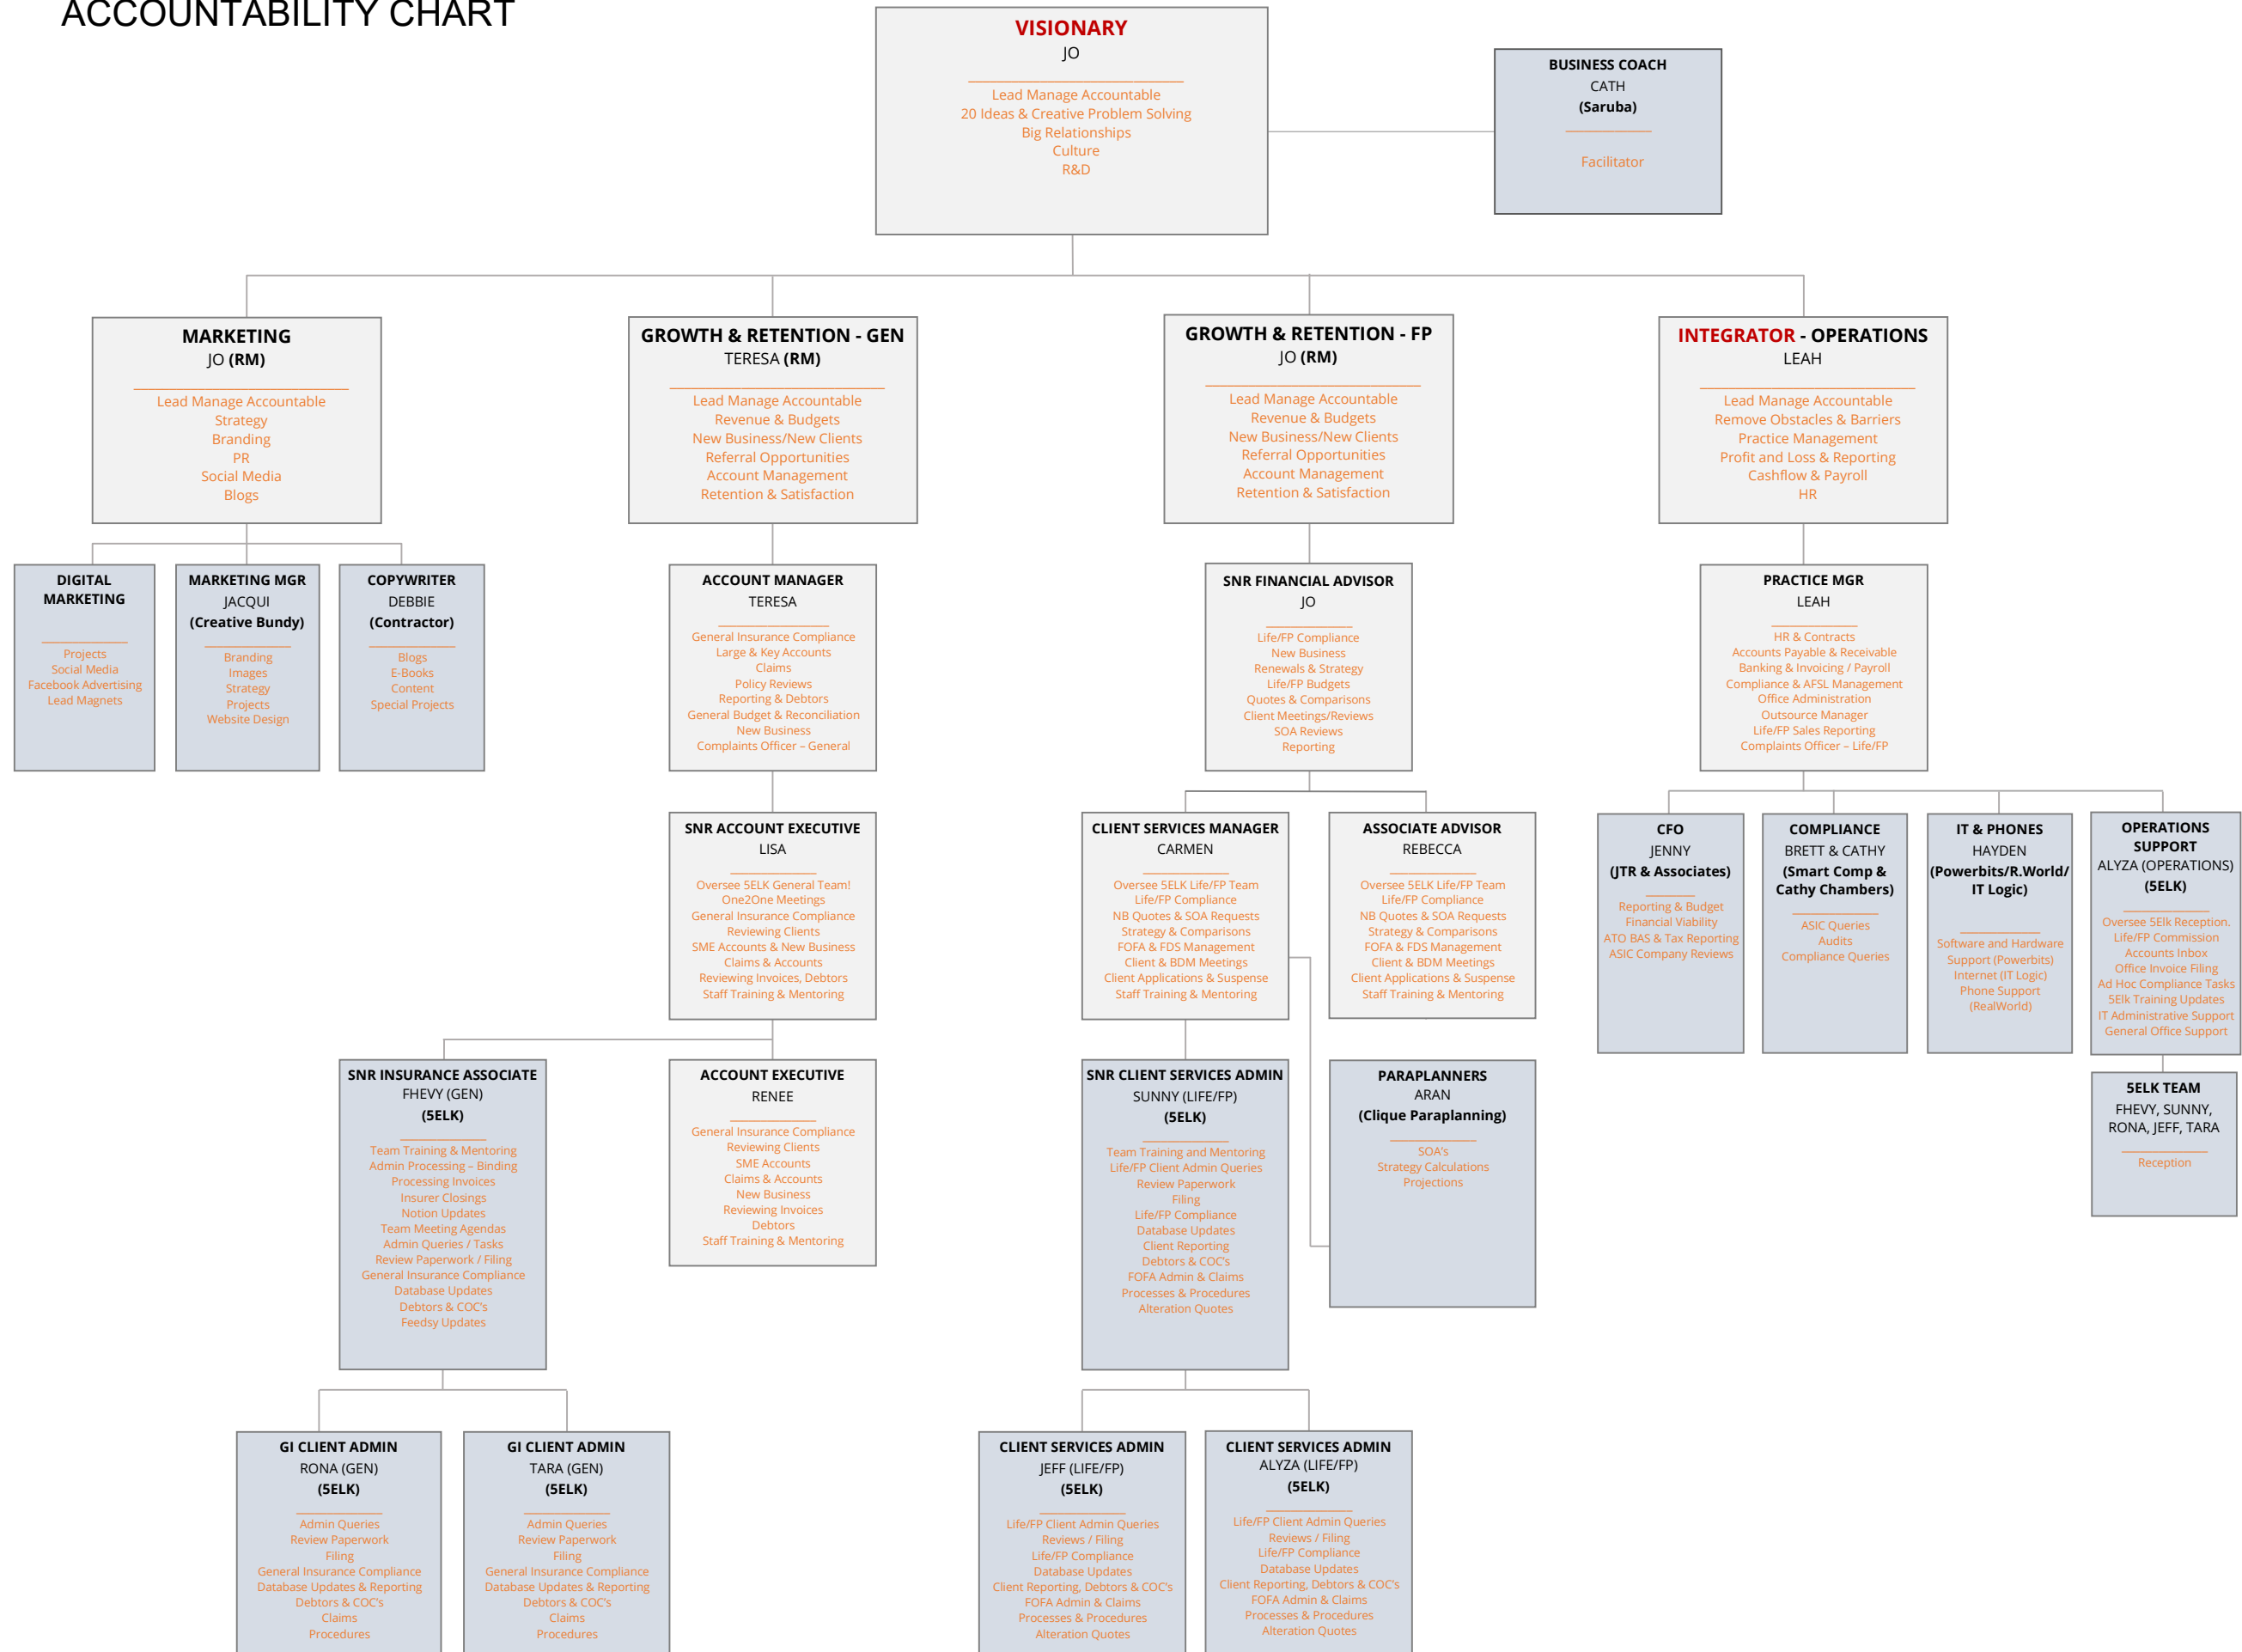 ACCOUNTABILITY CHART
VISIONARY
JO
Lead Manage Accountable
20 Ideas & Creative Problem Solving
Big Relationships
Culture
R&D
BUSINESS COACH
CATH
(Saruba)
Facilitator
MARKETING
JO (RM)
Lead Manage Accountable
Strategy
Branding
PR
Social Media
Blogs
GROWTH & RETENTION - GEN
TERESA (RM)
Lead Manage Accountable
Revenue & Budgets
New Business/New Clients
Referral Opportunities
Account Management
Retention & Satisfaction
GROWTH & RETENTION - FP
JO (RM)
Lead Manage Accountable
Revenue & Budgets
New Business/New Clients
Referral Opportunities
Account Management
Retention & Satisfaction
INTEGRATOR - OPERATIONS
LEAH
Lead Manage Accountable
Remove Obstacles & Barriers
Practice Management
Profit and Loss & Reporting
Cashflow & Payroll
HR
DIGITAL
MARKETING
Projects
Social Media
Facebook Advertising
Lead Magnets
MARKETING MGR
JACQUI
(Creative Bundy)
Branding
Images
Strategy
Projects
Website Design
COPYWRITER
DEBBIE
(Contractor)
Blogs
E-Books
Content
Special Projects
ACCOUNT MANAGER
TERESA
General Insurance Compliance
Large & Key Accounts
Claims
Policy Reviews
Reporting & Debtors
General Budget & Reconciliation
New Business
Complaints Officer – General
SNR FINANCIAL ADVISOR
JO
Life/FP Compliance
New Business
Renewals & Strategy
Life/FP Budgets
Quotes & Comparisons
Client Meetings/Reviews
SOA Reviews
Reporting
PRACTICE MGR
LEAH
HR & Contracts
Accounts Payable & Receivable
Banking & Invoicing / Payroll
Compliance & AFSL Management
Office Administration
Outsource Manager
Life/FP Sales Reporting
Complaints Officer – Life/FP
SNR ACCOUNT EXECUTIVE
LISA
Oversee 5ELK General Team!
One2One Meetings
General Insurance Compliance
Reviewing Clients
SME Accounts & New Business
Claims & Accounts
Reviewing Invoices, Debtors
Staff Training & Mentoring
CLIENT SERVICES MANAGER
CARMEN
Oversee 5ELK Life/FP Team
Life/FP Compliance
NB Quotes & SOA Requests
Strategy & Comparisons
FOFA & FDS Management
Client & BDM Meetings
Client Applications & Suspense
Staff Training & Mentoring
ASSOCIATE ADVISOR
REBECCA
Oversee 5ELK Life/FP Team
Life/FP Compliance
NB Quotes & SOA Requests
Strategy & Comparisons
FOFA & FDS Management
Client & BDM Meetings
Client Applications & Suspense
Staff Training & Mentoring
CFO
JENNY
(JTR & Associates)
Reporting & Budget
Financial Viability
ATO BAS & Tax Reporting
ASIC Company Reviews
COMPLIANCE
BRETT & CATHY
(Smart Comp &
Cathy Chambers)
ASIC Queries
Audits
Compliance Queries
IT & PHONES
HAYDEN
(Powerbits/R.World/
IT Logic)
Software and Hardware
Support (Powerbits)
Internet (IT Logic)
Phone Support
(RealWorld)
OPERATIONS
SUPPORT
ALYZA (OPERATIONS)
(5ELK)
Oversee 5Elk Reception.
Life/FP Commission
Accounts Inbox
Office Invoice Filing
Ad Hoc Compliance Tasks
5Elk Training Updates
IT Administrative Support
General Office Support
SNR INSURANCE ASSOCIATE
FHEVY (GEN)
(5ELK)
Team Training & Mentoring
Admin Processing – Binding
Processing Invoices
Insurer Closings
Notion Updates
Team Meeting Agendas
Admin Queries / Tasks
Review Paperwork / Filing
General Insurance Compliance
Database Updates
Debtors & COC's
Feedsy Updates
ACCOUNT EXECUTIVE
RENEE
General Insurance Compliance
Reviewing Clients
SME Accounts
Claims & Accounts
New Business
Reviewing Invoices
Debtors
Staff Training & Mentoring
SNR CLIENT SERVICES ADMIN
SUNNY (LIFE/FP)
(5ELK)
Team Training and Mentoring
Life/FP Client Admin Queries
Review Paperwork
Filing
Life/FP Compliance
Database Updates
Client Reporting
Debtors & COC's
FOFA Admin & Claims
Processes & Procedures
Alteration Quotes
PARAPLANNERS
ARAN
(Clique Paraplanning)
SOA's
Strategy Calculations
Projections
5ELK TEAM
FHEVY, SUNNY,
RONA, JEFF, TARA
Reception
GI CLIENT ADMIN
RONA (GEN)
(5ELK)
Admin Queries
Review Paperwork
Filing
General Insurance Compliance
Database Updates & Reporting
Debtors & COC's
Claims
Procedures
GI CLIENT ADMIN
TARA (GEN)
(5ELK)
Admin Queries
Review Paperwork
Filing
General Insurance Compliance
Database Updates & Reporting
Debtors & COC's
Claims
Procedures
CLIENT SERVICES ADMIN
JEFF (LIFE/FP)
(5ELK)
Life/FP Client Admin Queries
Reviews / Filing
Life/FP Compliance
Database Updates
Client Reporting, Debtors & COC's
FOFA Admin & Claims
Processes & Procedures
Alteration Quotes
CLIENT SERVICES ADMIN
ALYZA (LIFE/FP)
(5ELK)
Life/FP Client Admin Queries
Reviews / Filing
Life/FP Compliance
Database Updates
Client Reporting, Debtors & COC's
FOFA Admin & Claims
Processes & Procedures
Alteration Quotes